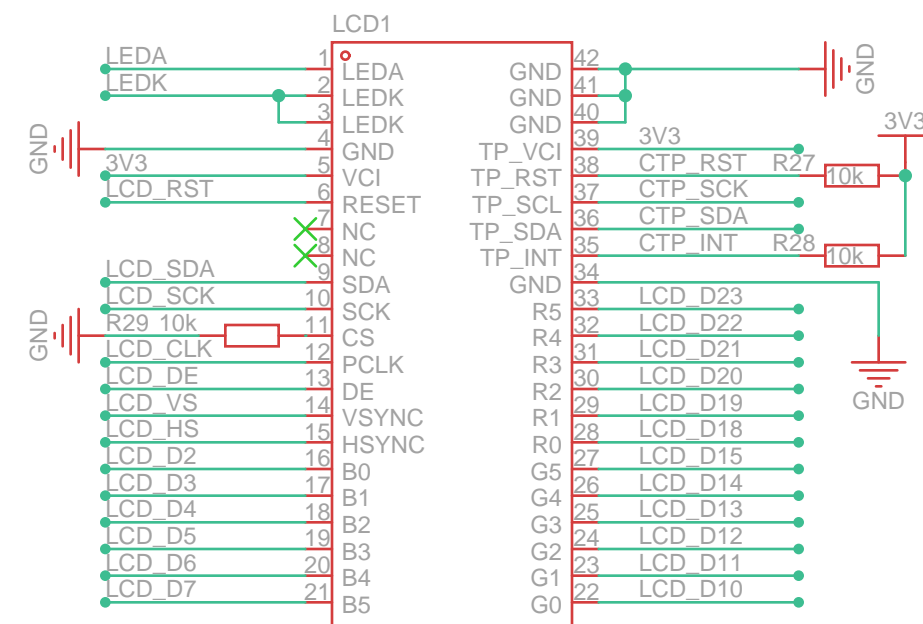 LCD1
LEDA 1 LEDA GND 42 GND
LEDK 2 LEDK GND 41
3 LEDK GND 40 3V3
GND 4 GND TP_VCI 39 3V3
3V3 5 VCI TP_RST 38 CTP_RST R27 10k
LCD_RST 6 RESET TP_SCL 37 CTP_SCK
7 NC TP_SDA 36 CTP_SDA
8 NC TP_INT 35 CTP_INT R28 10k
LCD_SDA 9 SDA GND 34
LCD_SCK 10 SCK R5 33 LCD_D23
GND R29 10k 11 CS R4 32 LCD_D22
LCD_CLK 12 PCLK R3 31 LCD_D21
LCD_DE 13 DE R2 30 LCD_D20
LCD_VS 14 VSYNC R1 29 LCD_D19 GND
LCD_HS 15 HSYNC R0 28 LCD_D18
LCD_D2 16 B0 G5 27 LCD_D15
LCD_D3 17 B1 G4 26 LCD_D14
LCD_D4 18 B2 G3 25 LCD_D13
LCD_D5 19 B3 G2 24 LCD_D12
LCD_D6 20 B4 G1 23 LCD_D11
LCD_D7 21 B5 G0 22 LCD_D10